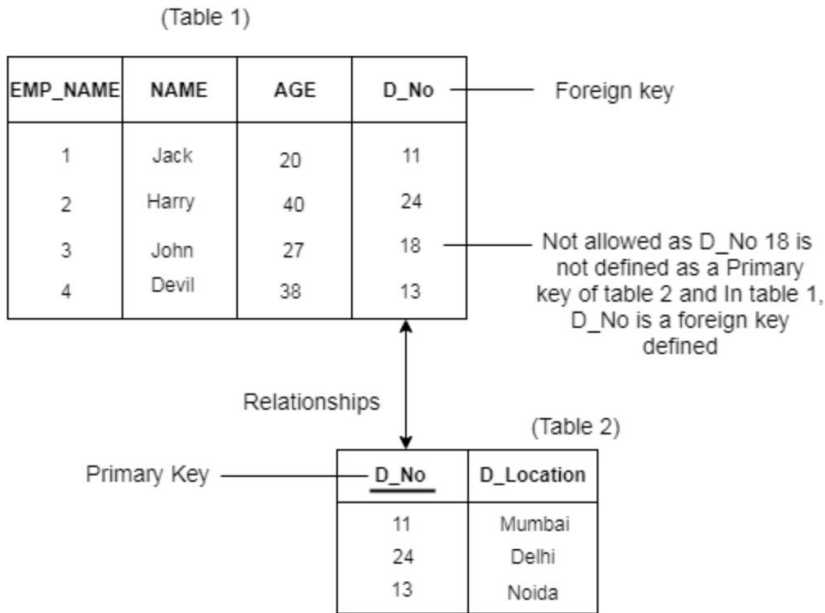 (Table 1)
EMP_NAME NAME AGE D_No Foreign key
1 Jack 20 11
2 Harry 40 24
3 John 27 18
4 Devil 38 13
Not allowed as D_No 18 is
not defined as a Primary
key of table 2 and In table 1,
D_No is a foreign key
defined
Relationships
(Table 2)
Primary Key D_No D_Location
11 Mumbai
24 Delhi
13 Noida